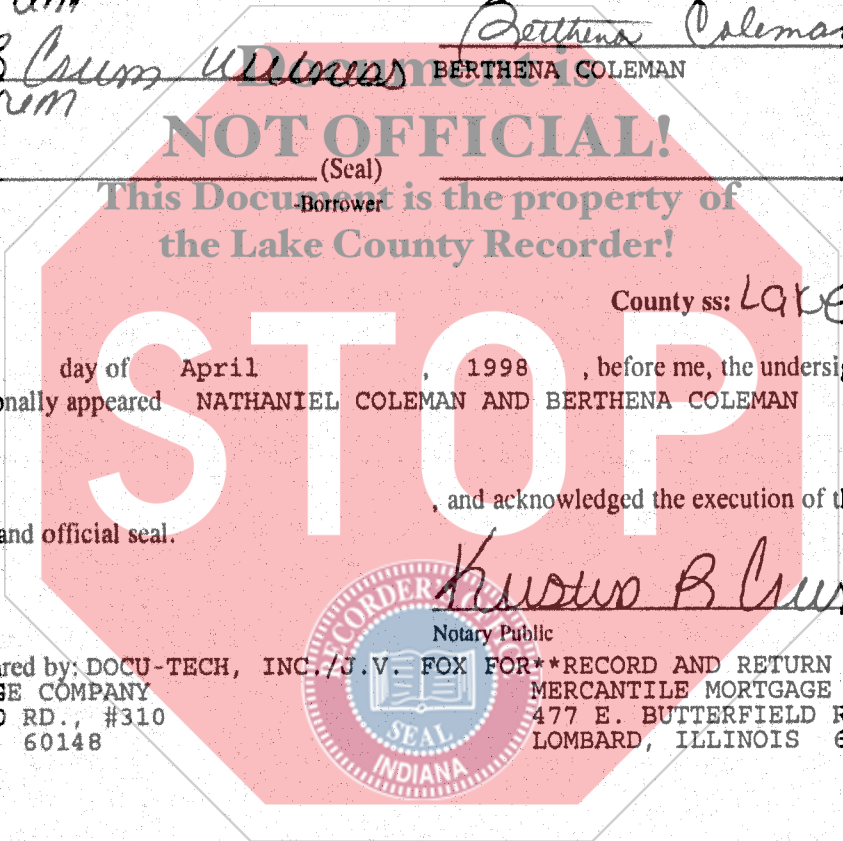 Berthena Coleman
Crum Witness BERTHENA COLEMAN
Document is
NOT OFFICIAL!
(Seal)
This Document is the property of
-Borrower
the Lake County Recorder!
County ss: Lake
STOP
day of April , 1998 , before me, the undersig
onally appeared NATHANIEL COLEMAN AND BERTHENA COLEMAN
, and acknowledged the execution of th
and official seal.
R Cru
Notary Public
RECORDER'S
SEAL
INDIANA
ared by: DOCU-TECH, INC./J.V. FOX FOR**RECORD AND RETURN
GE COMPANY MERCANTILE MORTGAGE
RD., #310 477 E. BUTTERFIELD R
60148 LOMBARD, ILLINOIS 6